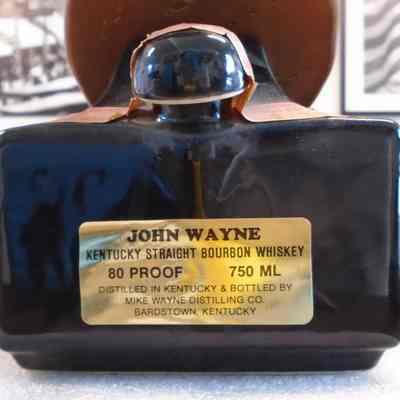 JOHN WAYNE
KENTUCKY STRAIGHT BOURBON WHISKEY
80 PROOF 750 ML
DISTILLED IN KENTUCKY & BOTTLED BY
MIKE WAYNE DISTILLING CO.
BARDSTOWN, KENTUCKY